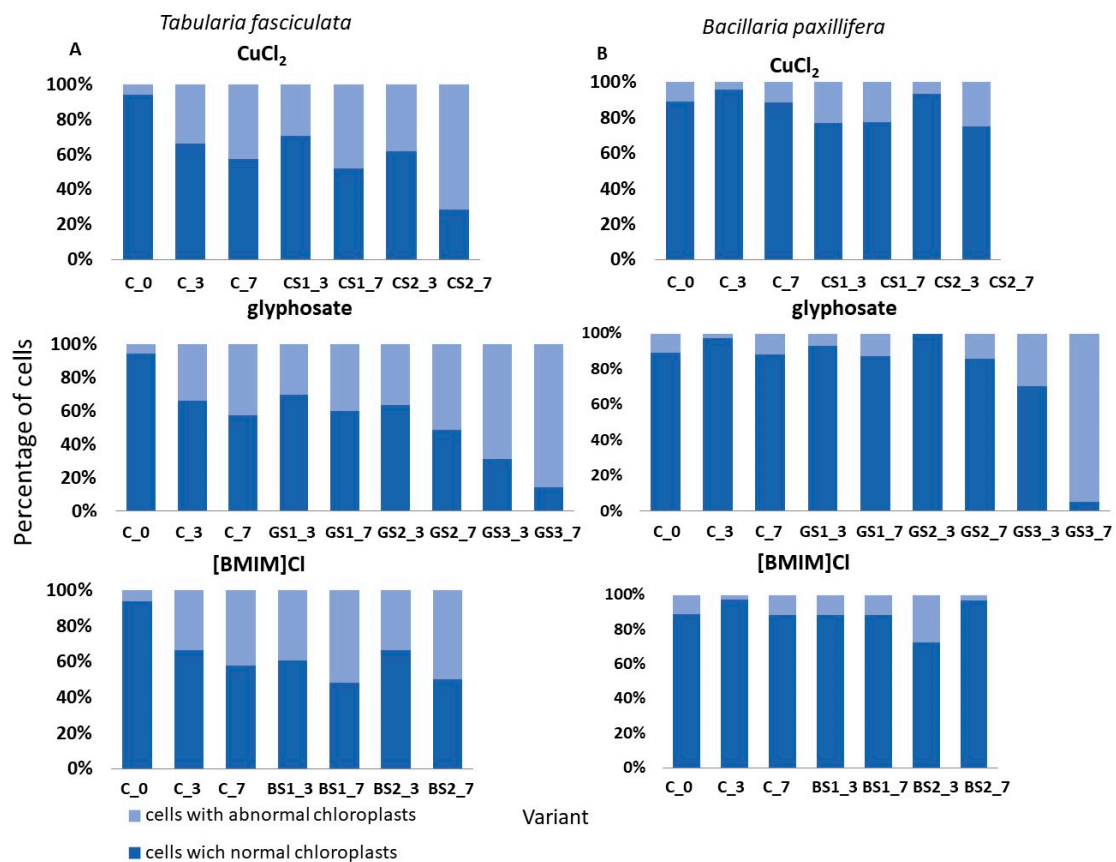 Tabularia fasciculata
Bacillaria paxillifera
A
CuCl₂
100%
80%
60%
40%
20%
0%
C_0 C_3 C_7 CS1_3 CS1_7 CS2_3 CS2_7
B
CuCl₂
100%
80%
60%
40%
20%
0%
C_0 C_3 C_7 CS1_3 CS1_7 CS2_3 CS2_7
Percentage of cells
glyphosate
100%
80%
60%
40%
20%
0%
C_0 C_3 C_7 GS1_3 GS1_7 GS2_3 GS2_7 GS3_3 GS3_7
glyphosate
100%
80%
60%
40%
20%
0%
C_0 C_3 C_7 GS1_3 GS1_7 GS2_3 GS2_7 GS3_3 GS3_7
[BMIM]Cl
100%
80%
60%
40%
20%
0%
C_0 C_3 C_7 BS1_3 BS1_7 BS2_3 BS2_7
[BMIM]Cl
100%
80%
60%
40%
20%
0%
C_0 C_3 C_7 BS1_3 BS1_7 BS2_3 BS2_7
cells with abnormal chloroplasts
Variant
cells wich normal chloroplasts